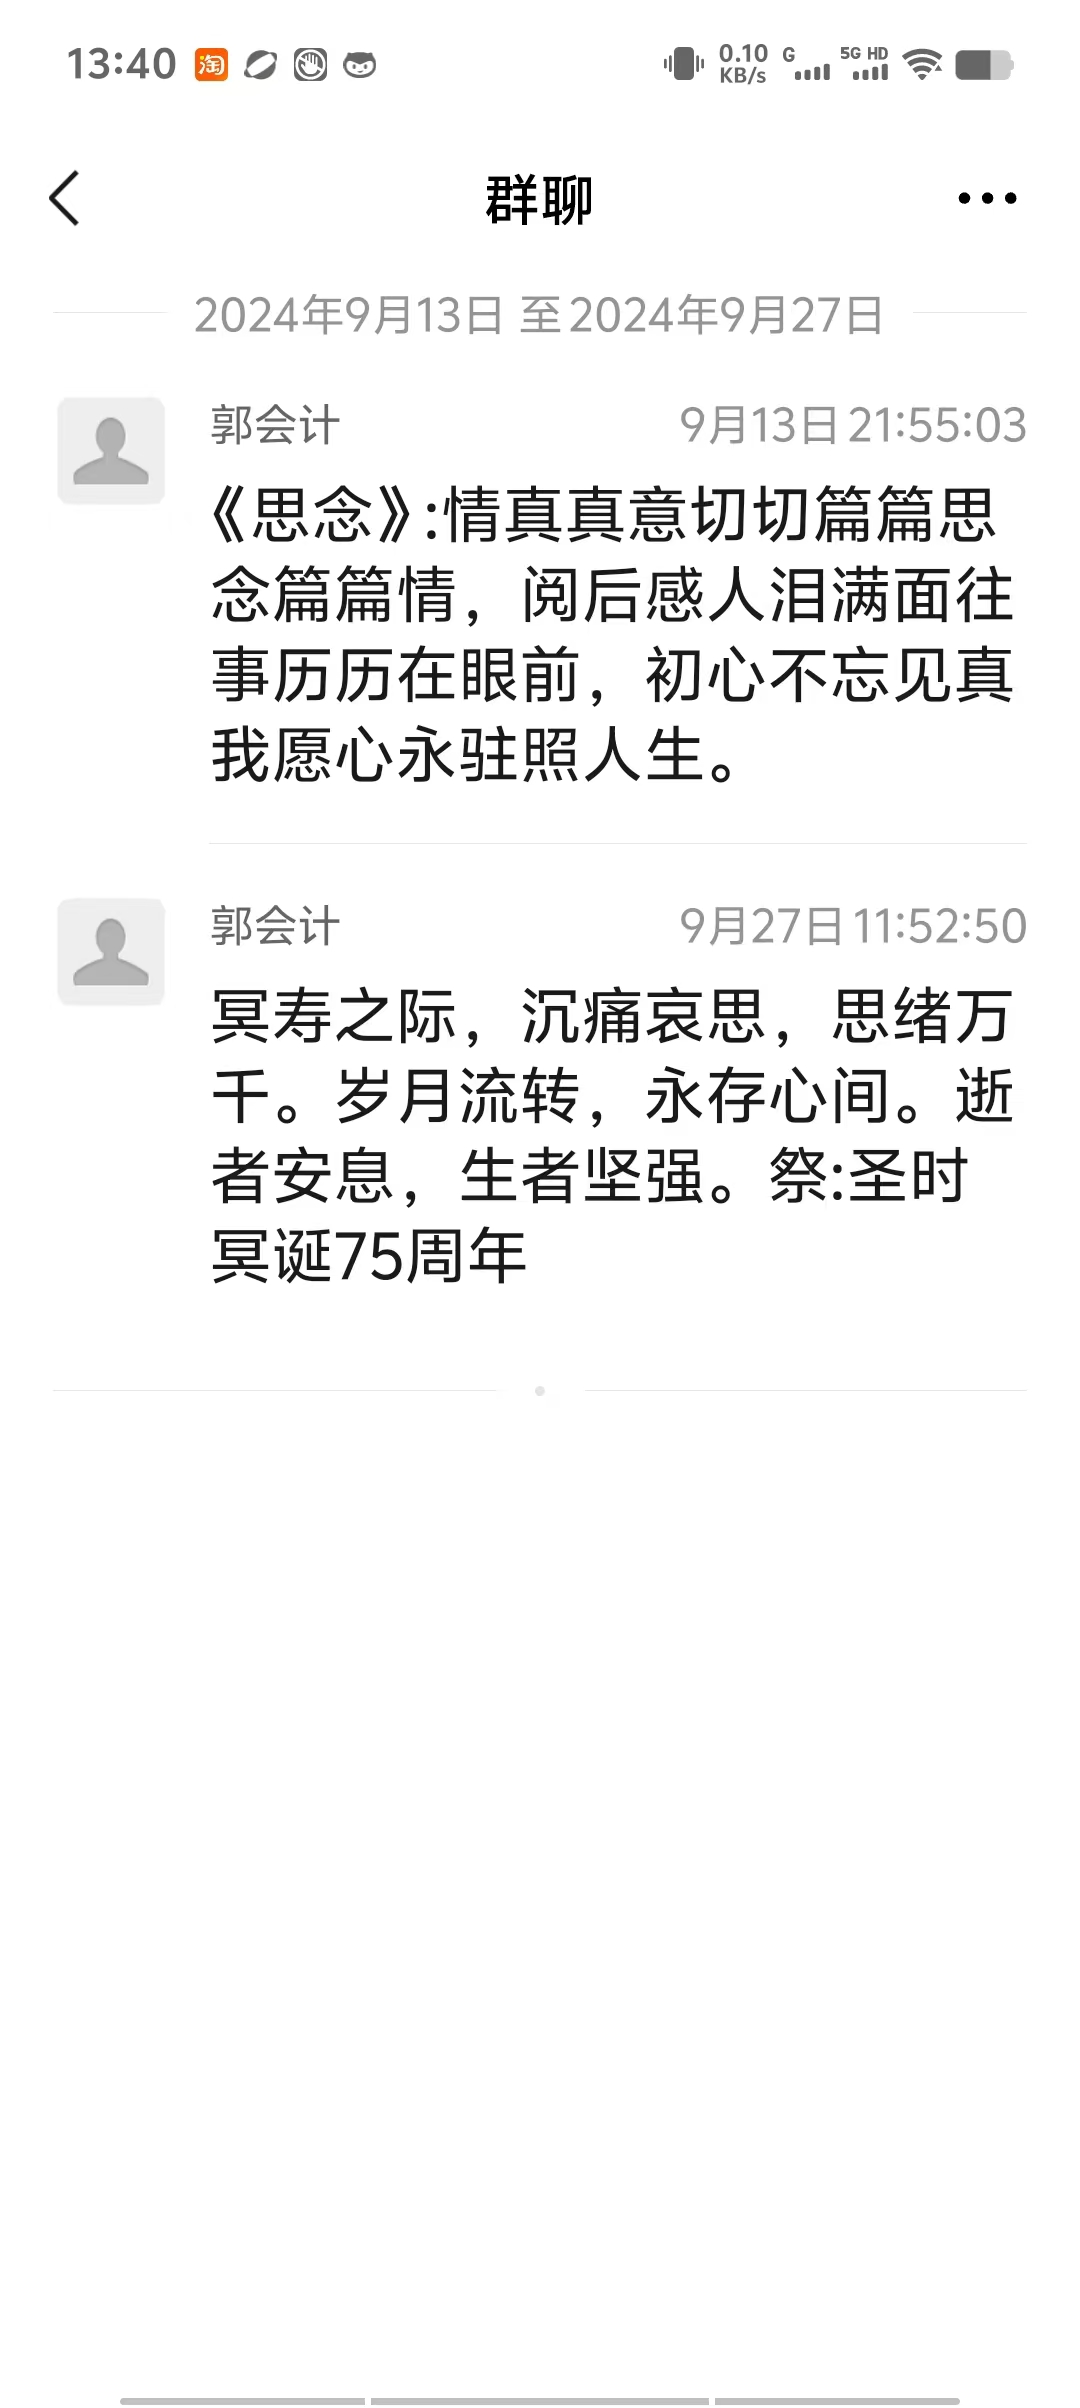 13:40 淘 0.10 KB/s G 5G HD
群聊
2024年9月13日 至2024年9月27日
郭会计 9月13日 21:55:03
《思念》:情真真意切切篇篇思
念篇篇情，阅后感人泪满面往
事历历在眼前，初心不忘见真
我愿心永驻照人生。
郭会计 9月27日 11:52:50
冥寿之际，沉痛哀思，思绪万
千。岁月流转，永存心间。逝
者安息，生者坚强。祭:圣时
冥诞75周年